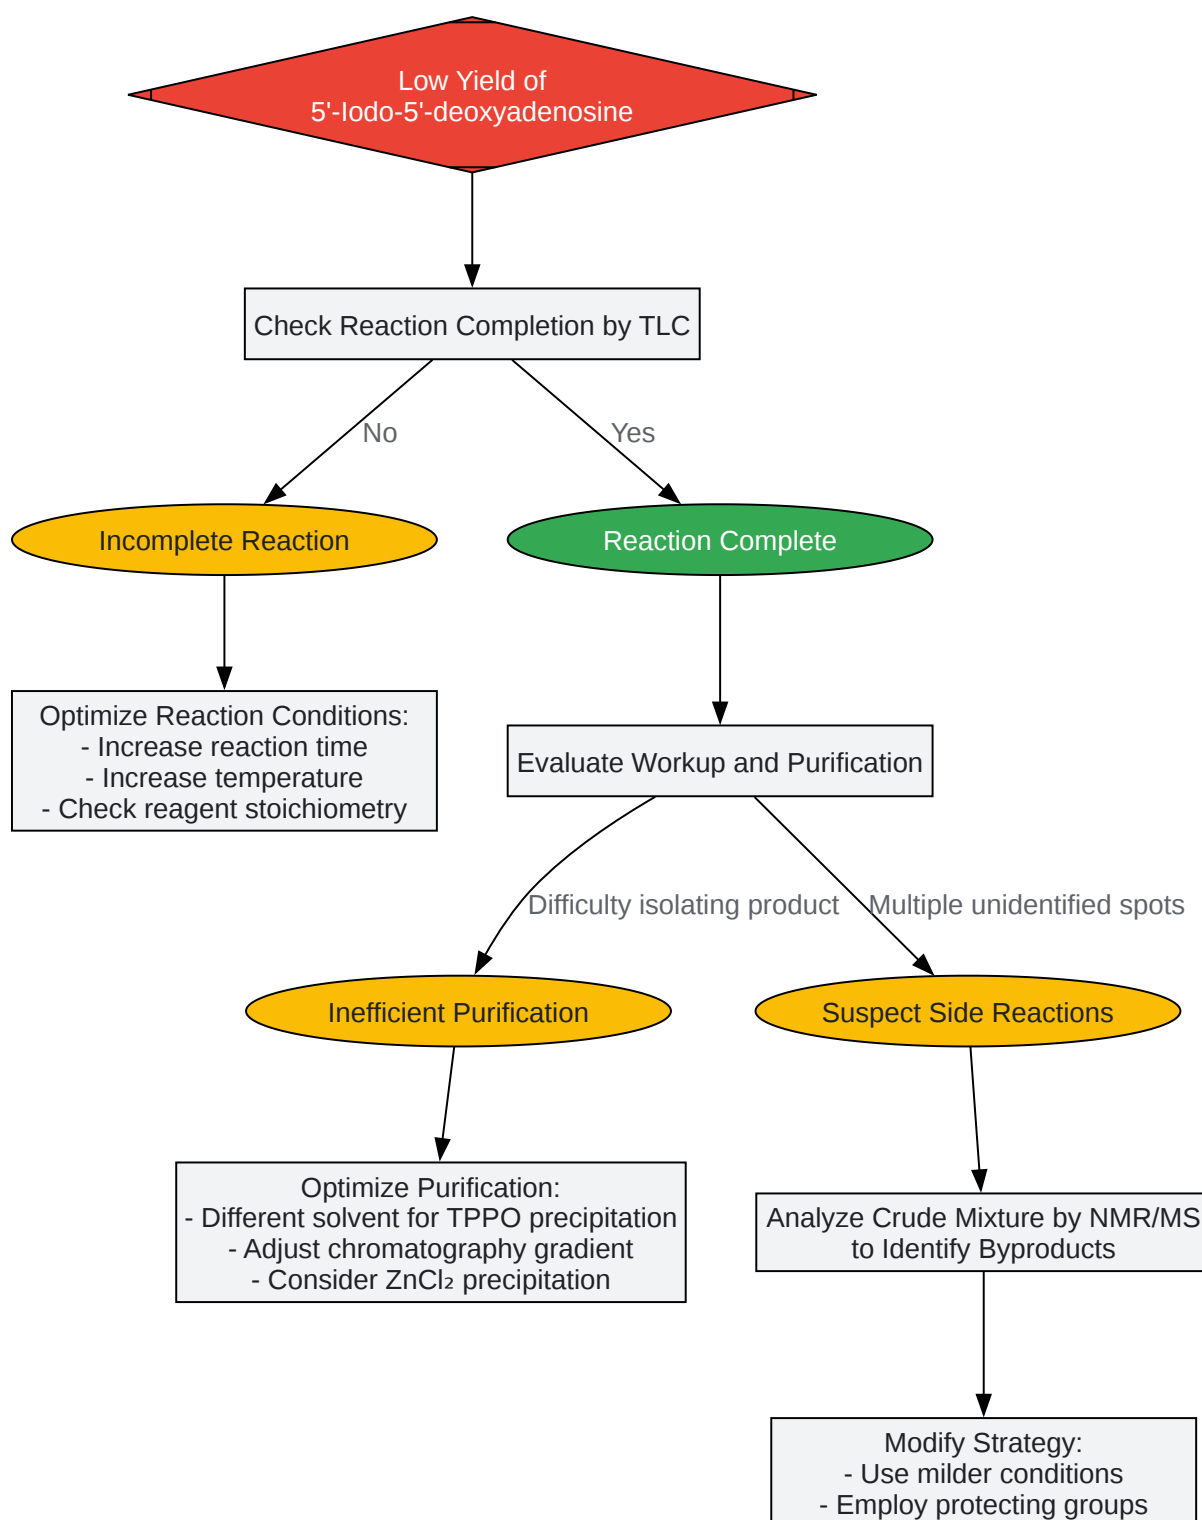 Low Yield of
5'-Iodo-5'-deoxyadenosine
Check Reaction Completion by TLC
No
Yes
Incomplete Reaction
Reaction Complete
Optimize Reaction Conditions:
- Increase reaction time
- Increase temperature
- Check reagent stoichiometry
Evaluate Workup and Purification
Difficulty isolating product
Multiple unidentified spots
Inefficient Purification
Suspect Side Reactions
Optimize Purification:
- Different solvent for TPPO precipitation
- Adjust chromatography gradient
- Consider ZnCl₂ precipitation
Analyze Crude Mixture by NMR/MS
to Identify Byproducts
Modify Strategy:
- Use milder conditions
- Employ protecting groups